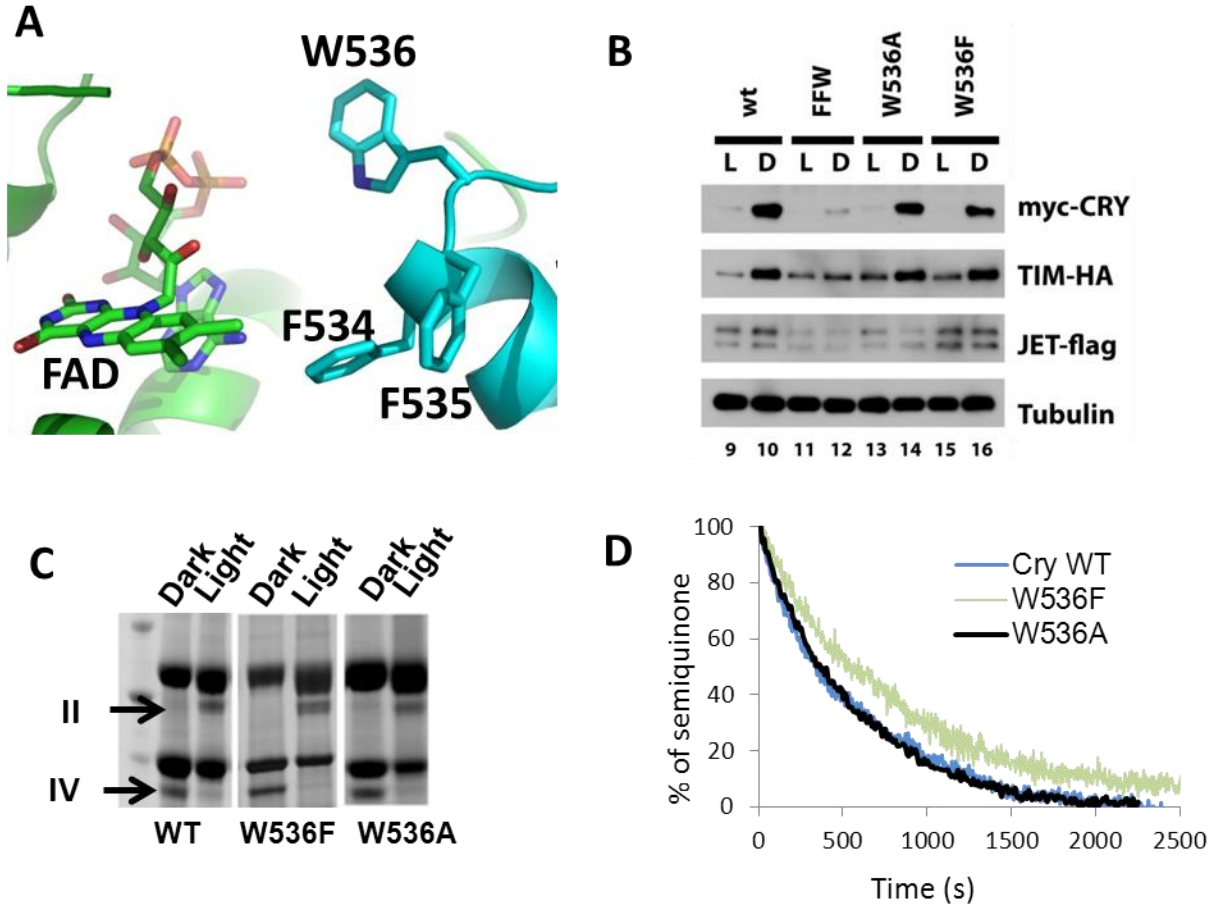 A
W536
F534
F535
FAD
B
wt
FFW
W536A
W536F
L D L D L D L D
myc-CRY
TIM-HA
JET-flag
Tubulin
9 10 11 12 13 14 15 16
C
Dark Light Dark Light Dark Light
II
IV
WT W536F W536A
D
% of semiquinone
100
80
60
40
20
0
Cry WT
W536F
W536A
0 500 1000 1500 2000 2500
Time (s)